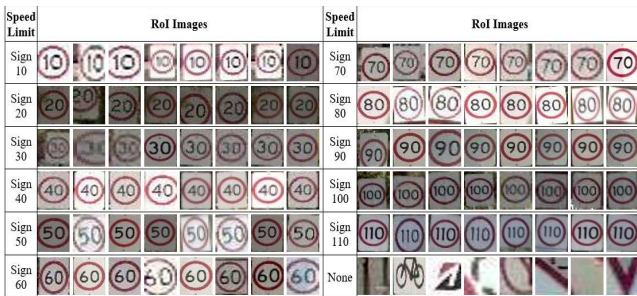 Speed Limit RoI Images Speed Limit RoI Images
Sign 10 10 10 10 10 10 10 10 10 Sign 70 70 70 70 70 70 70 70 70
Sign 20 20 20 20 20 20 20 20 20 Sign 80 80 80 80 80 80 80 80 80
Sign 30 30 30 30 30 30 30 30 30 Sign 90 90 90 90 90 90 90 90 90
Sign 40 40 40 40 40 40 40 40 40 Sign 100 100 100 100 100 100 100 100 100
Sign 50 50 50 50 50 50 50 50 50 Sign 110 110 110 110 110 110 110 110 110
Sign 60 60 60 60 60 60 60 60 60 None